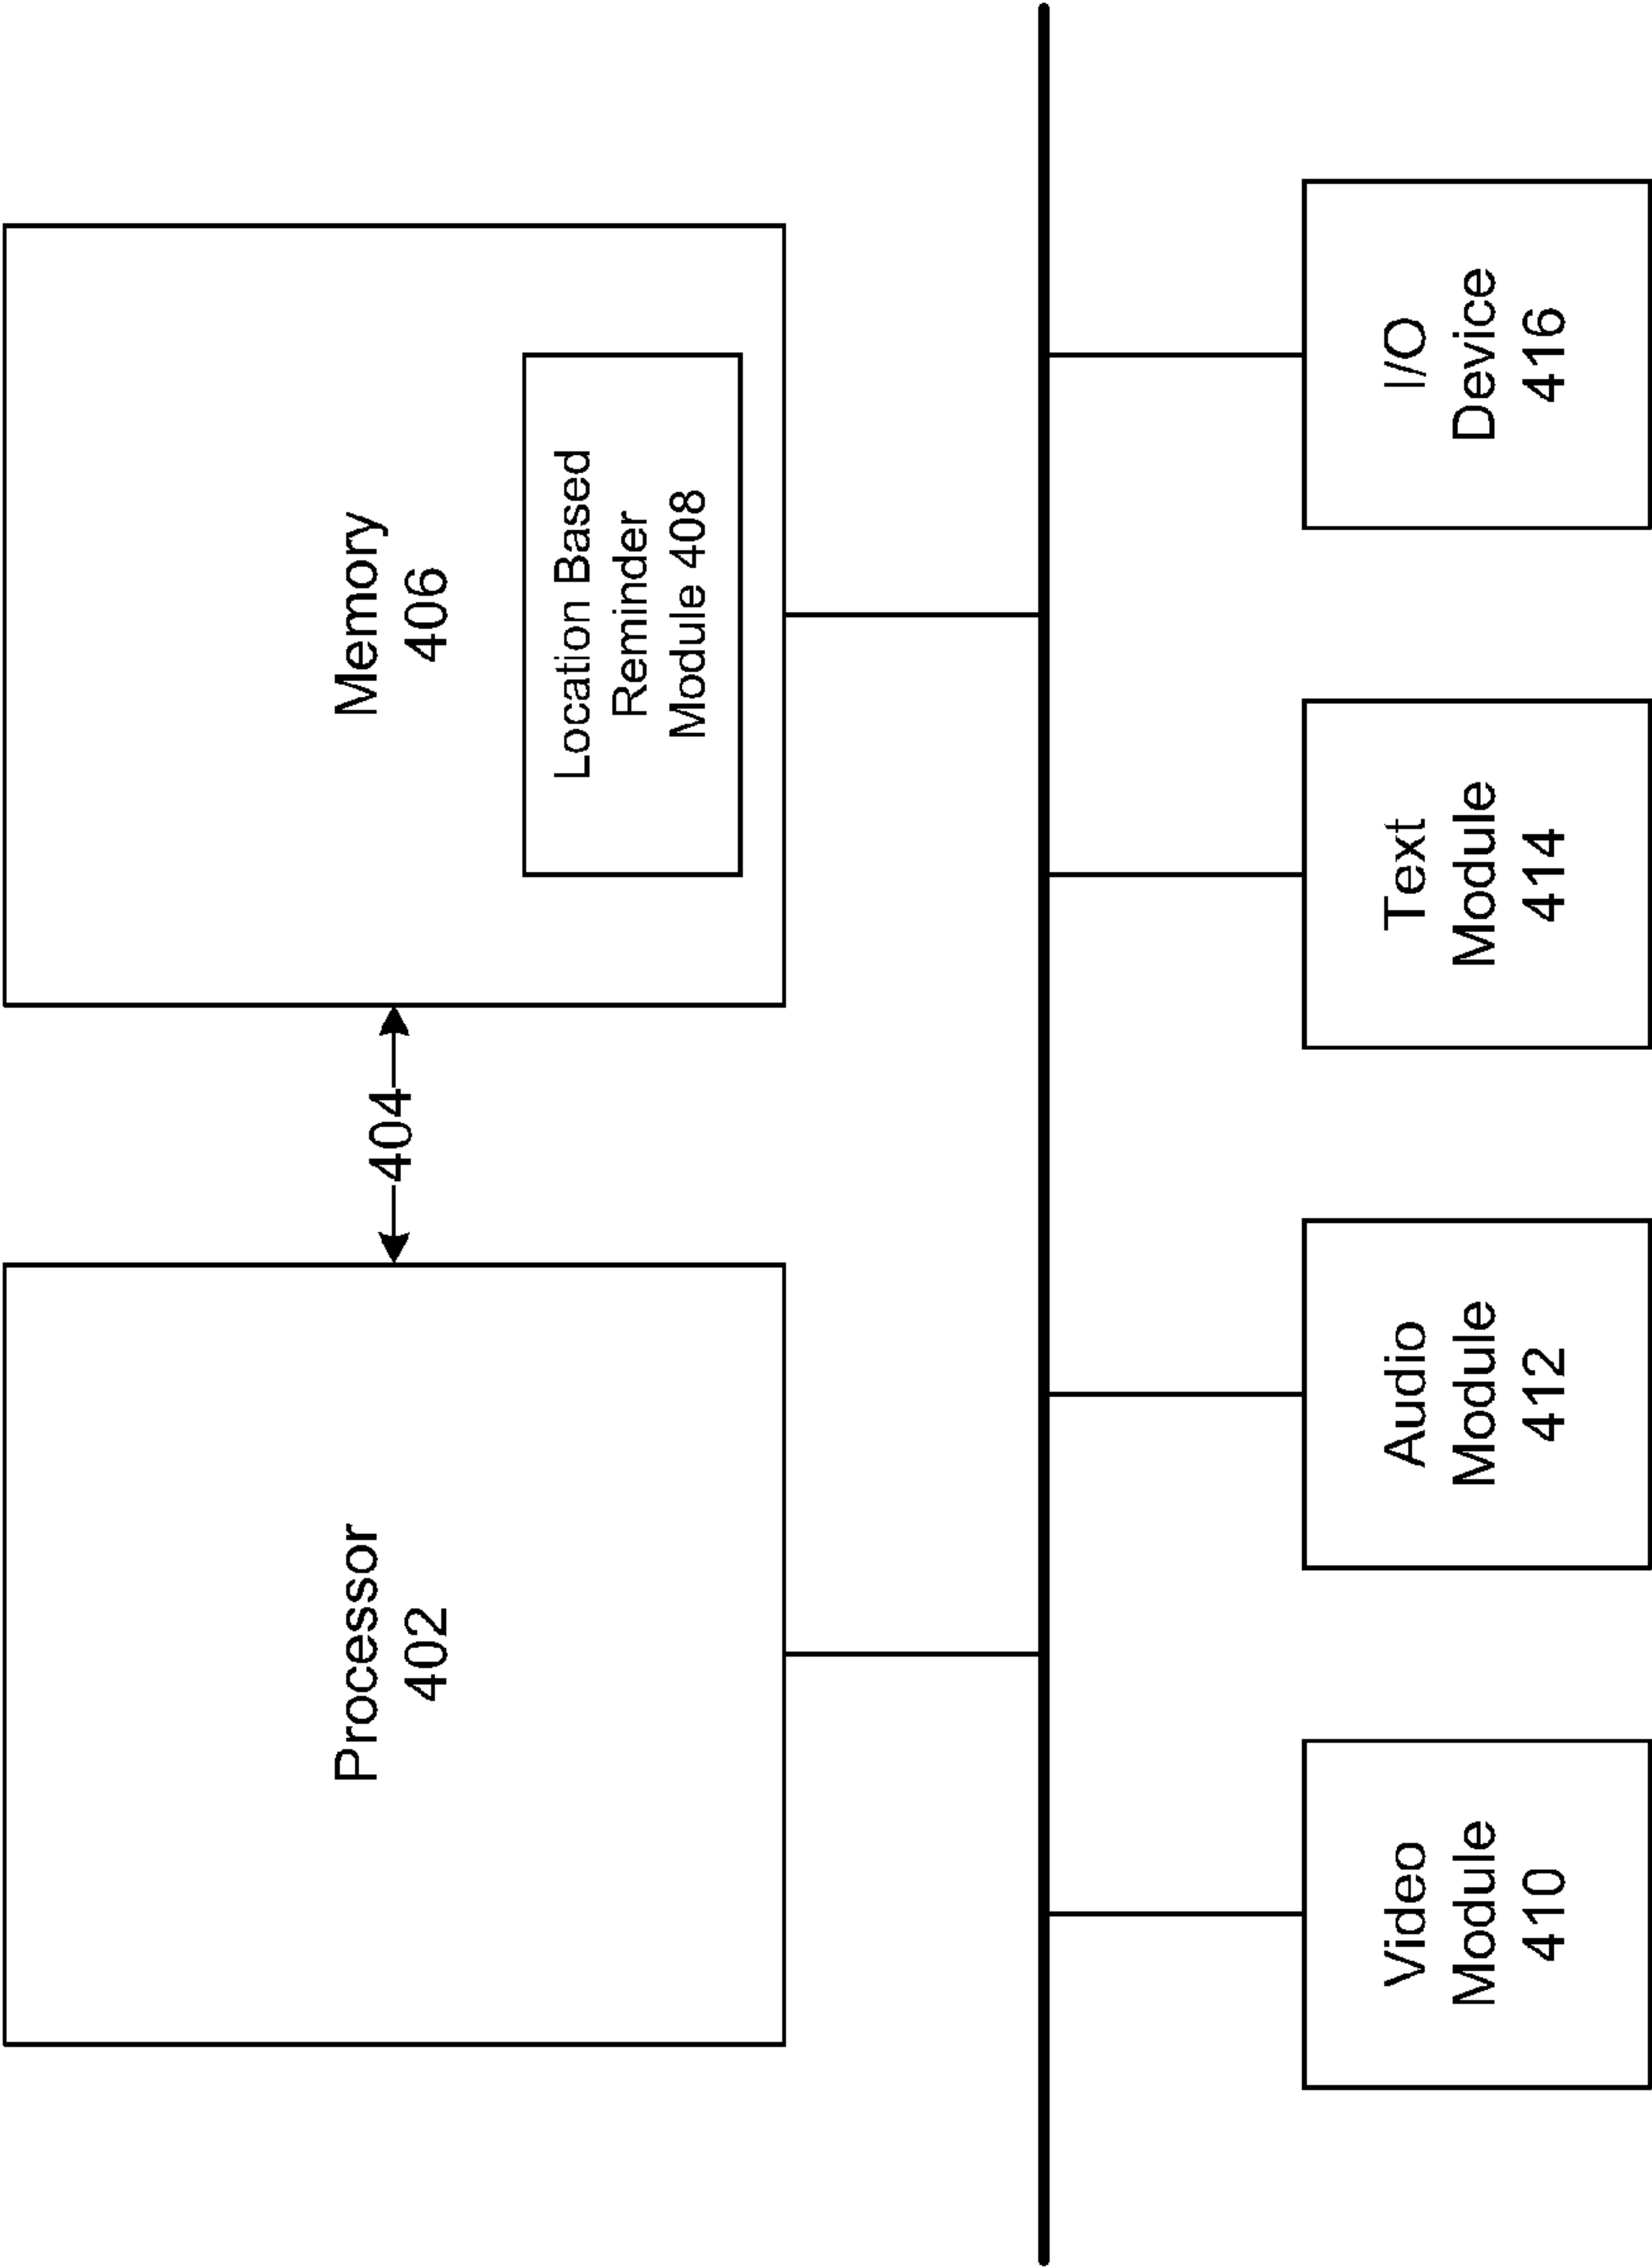 Processor
402
404
Memory
406
Location Based
Reminder
Module 408
Video
Module
410
Audio
Module
412
Text
Module
414
I/O
Device
416